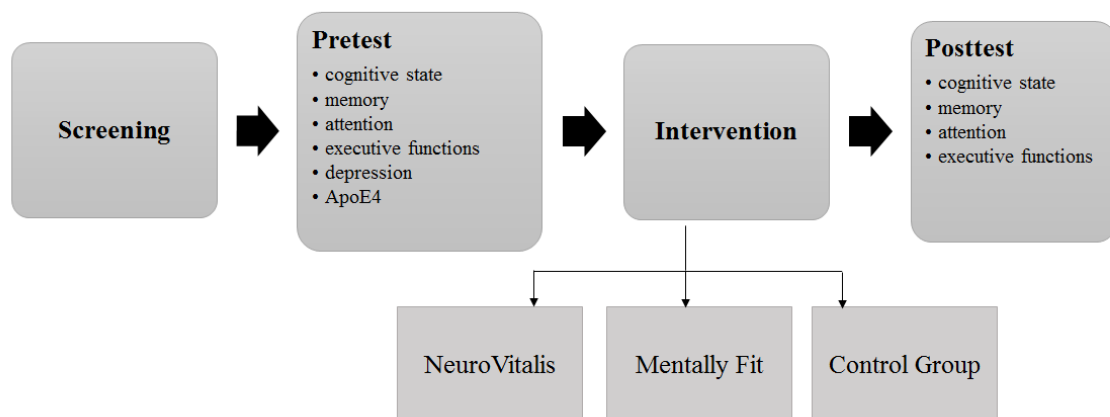 Screening
Pretest
• cognitive state
• memory
• attention
• executive functions
• depression
• ApoE4
Intervention
Posttest
• cognitive state
• memory
• attention
• executive functions
NeuroVitalis
Mentally Fit
Control Group